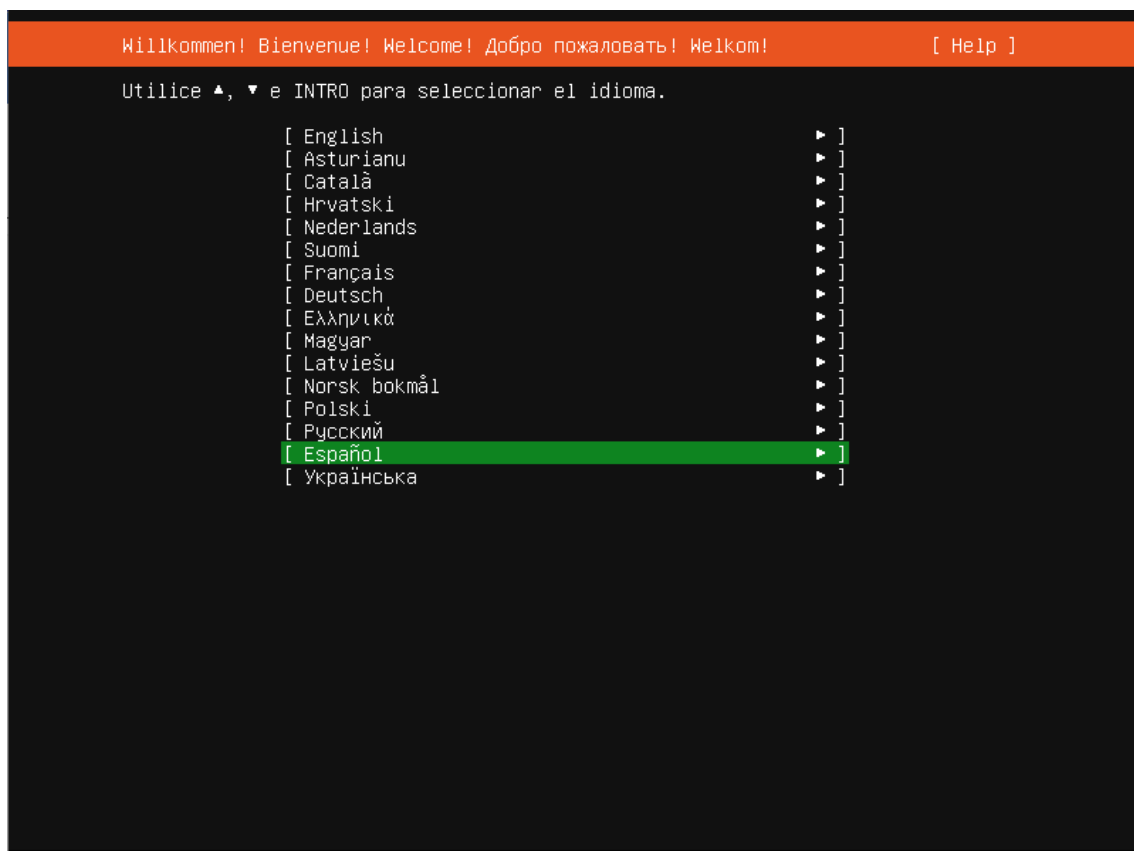 Willkommen! Bienvenue! Welcome! Добро пожаловать! Welkom! [ Help ]
Utilice ▲, ▼ e INTRO para seleccionar el idioma.
[ English ► ]
[ Asturianu ► ]
[ Català ► ]
[ Hrvatski ► ]
[ Nederlands ► ]
[ Suomi ► ]
[ Français ► ]
[ Deutsch ► ]
[ Ελληνικά ► ]
[ Magyar ► ]
[ Latviešu ► ]
[ Norsk bokmål ► ]
[ Polski ► ]
[ Русский ► ]
[ Español ► ]
[ Українська ► ]